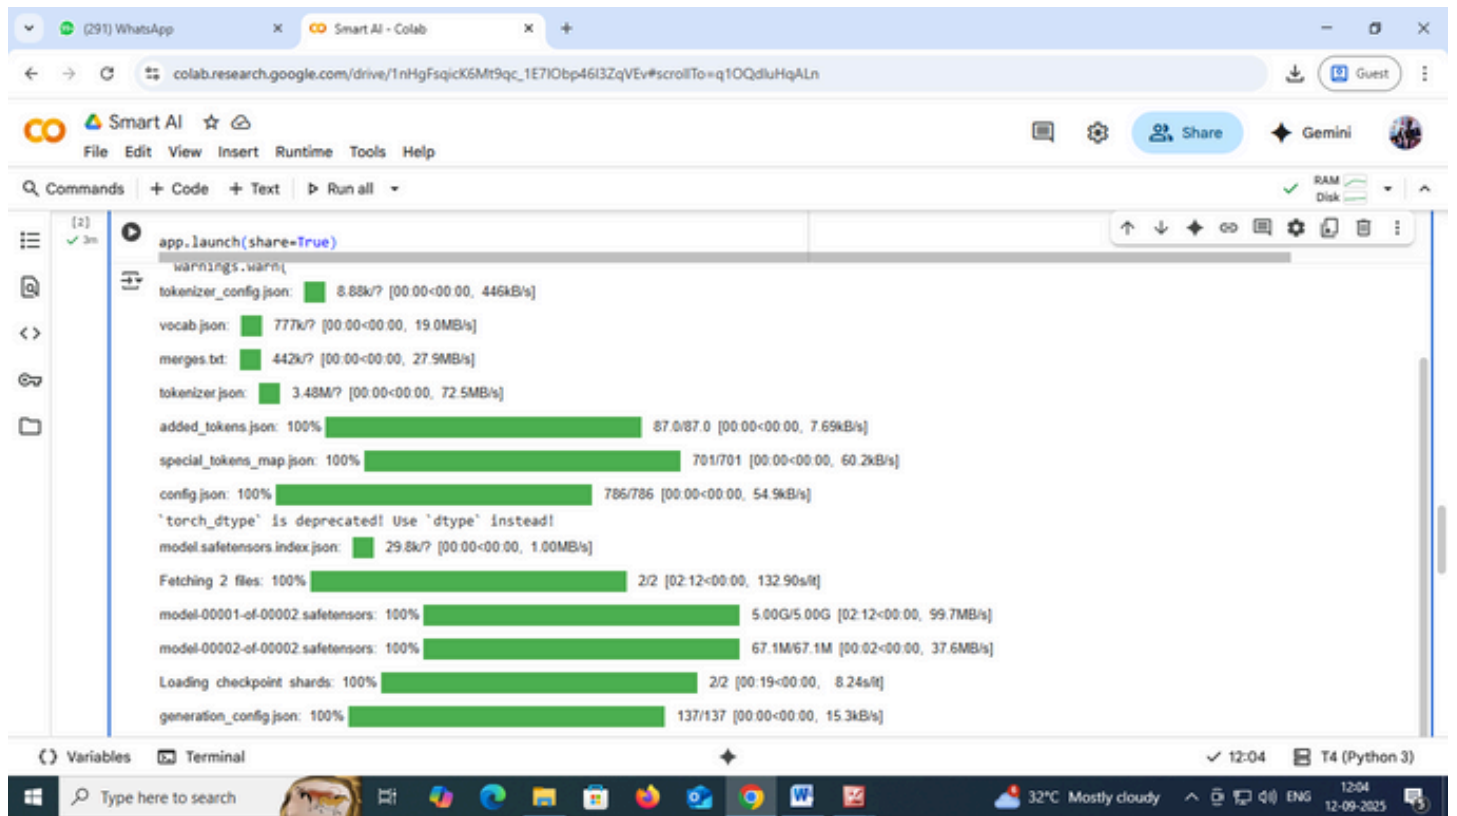 (291) WhatsApp
Smart AI - Colab
colab.research.google.com/drive/1nHgFsqicK6Mt9qc_1E7IObp46I3ZqVEv#scrollTo=q1OQdluHqALn
Guest
Smart AI
File Edit View Insert Runtime Tools Help
Share
Gemini
Commands + Code + Text Run all
RAM
Disk
[2]
3m
app.launch(share=True)
warnings.warn(
tokenizer_config.json: 8.88k/? [00:00<00:00, 446kB/s]
vocab.json: 777k/? [00:00<00:00, 19.0MB/s]
merges.txt: 442k/? [00:00<00:00, 27.9MB/s]
tokenizer.json: 3.48M/? [00:00<00:00, 72.5MB/s]
added_tokens.json: 100% 87.0/87.0 [00:00<00:00, 7.69kB/s]
special_tokens_map.json: 100% 701/701 [00:00<00:00, 60.2kB/s]
config.json: 100% 786/786 [00:00<00:00, 54.9kB/s]
`torch_dtype` is deprecated! Use `dtype` instead!
model.safetensors.index.json: 29.8k/? [00:00<00:00, 1.00MB/s]
Fetching 2 files: 100% 2/2 [02:12<00:00, 132.90s/it]
model-00001-of-00002.safetensors: 100% 5.00G/5.00G [02:12<00:00, 99.7MB/s]
model-00002-of-00002.safetensors: 100% 67.1M/67.1M [00:02<00:00, 37.6MB/s]
Loading checkpoint shards: 100% 2/2 [00:19<00:00, 8.24s/it]
generation_config.json: 100% 137/137 [00:00<00:00, 15.3kB/s]
Variables Terminal
12:04 T4 (Python 3)
Type here to search
32°C Mostly cloudy
ENG
12:04
12-09-2025